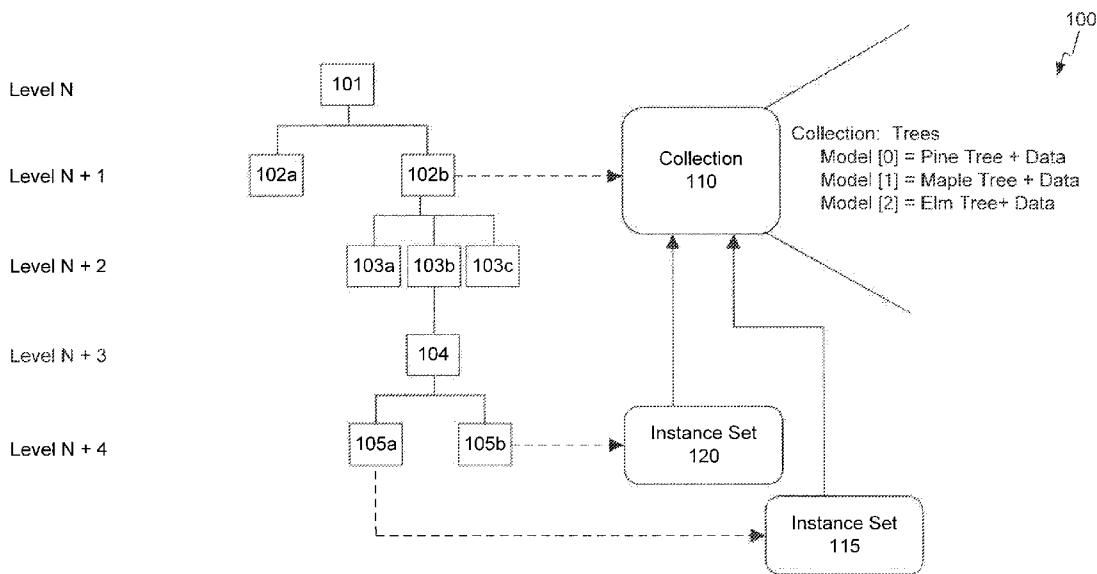 100
Level N
101
Collection: Trees
Model [0] = Pine Tree + Data
Model [1] = Maple Tree + Data
Model [2] = Elm Tree+ Data
Level N + 1
102a
102b
Collection
110
Level N + 2
103a
103b
103c
Level N + 3
104
Level N + 4
105a
105b
Instance Set
120
Instance Set
115